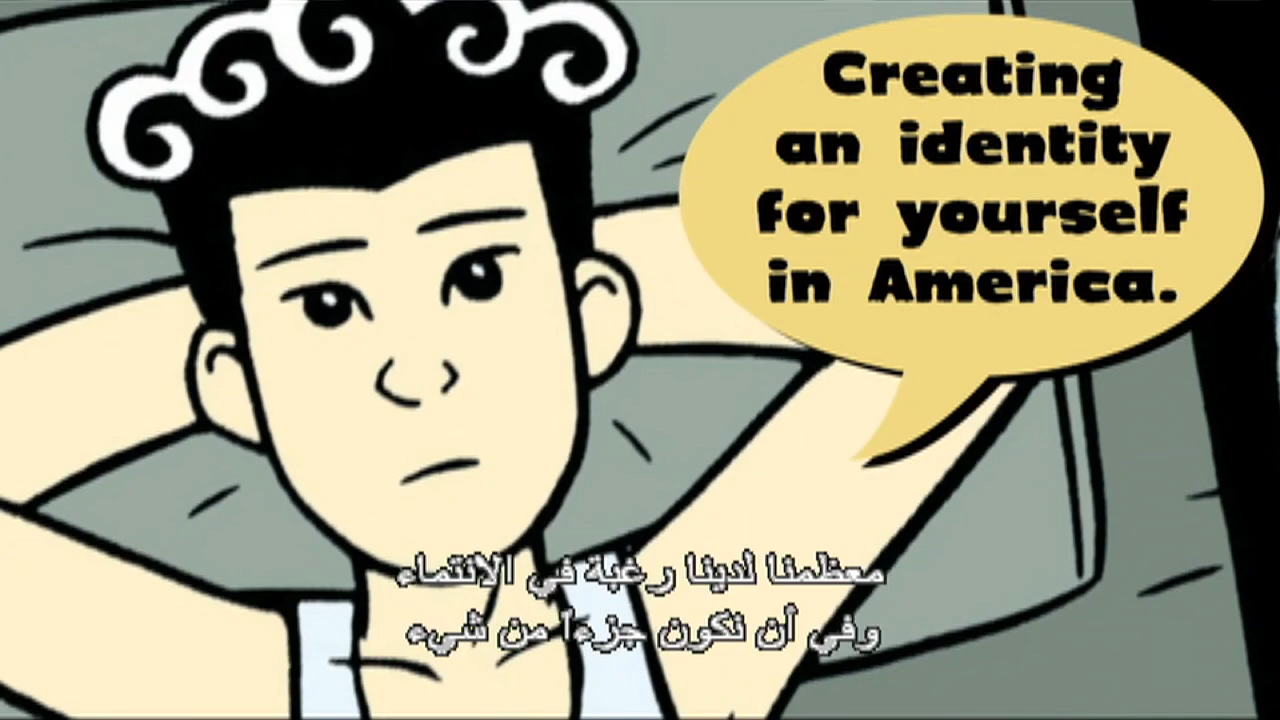 Creating
an identity
for yourself
in America.
معظمنا لدينا رغبة في الانتماء
وفي أن نكون جزءاً من شيء